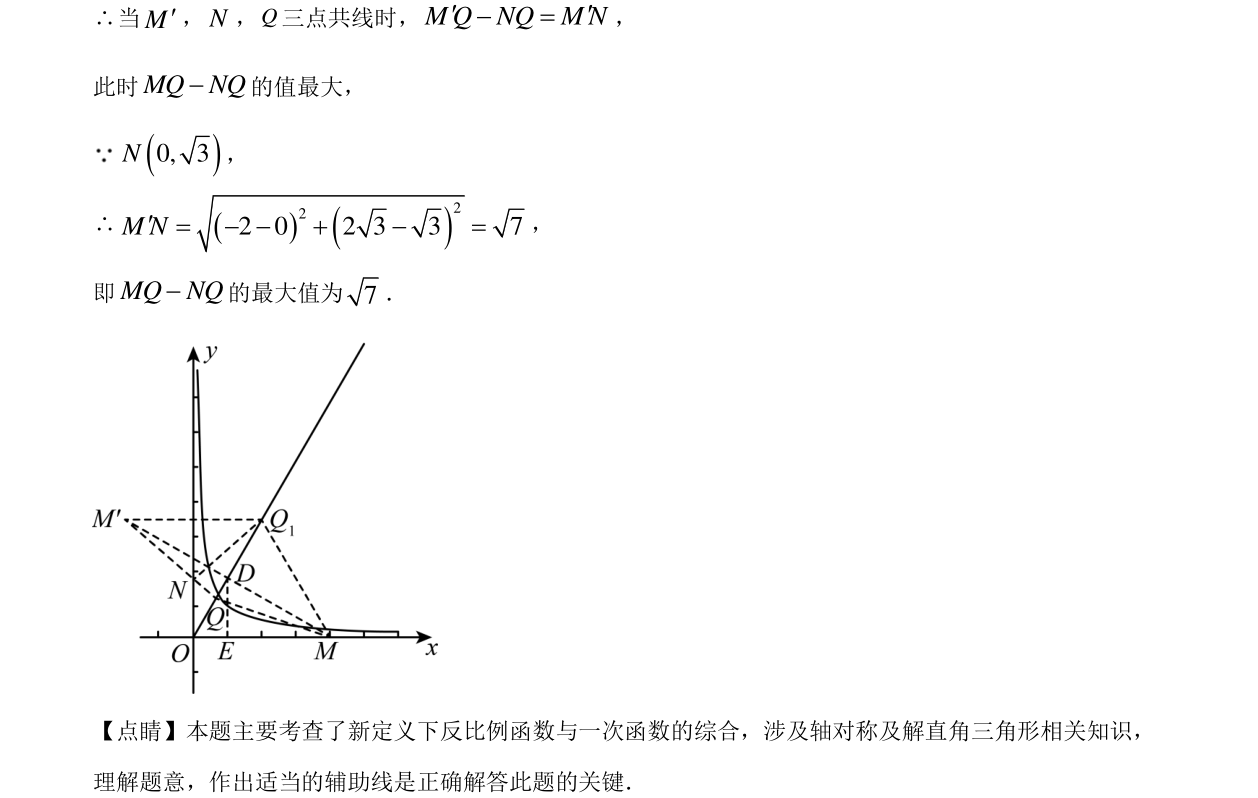 ∴当M′，N，Q三点共线时，M′Q−NQ=M′N，
此时MQ−NQ的值最大，
∵N(0,√3)，
∴M′N=√((−2−0)²+(2√3−√3)²)=√7，
即MQ−NQ的最大值为√7．
y
M′
Q₁
D
N
Q
O
E
M
x
【点睛】本题主要考查了新定义下反比例函数与一次函数的综合，涉及轴对称及解直角三角形相关知识，
理解题意，作出适当的辅助线是正确解答此题的关键．